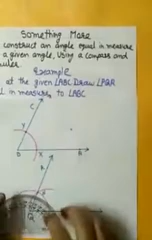 Something More
construct an angle equal in measure
a given angle, Using a compass and
ruler
Example
at the given ∠ABC Draw ∠PQR
L in measure to ∠ABC
C
Y
X
R
Q